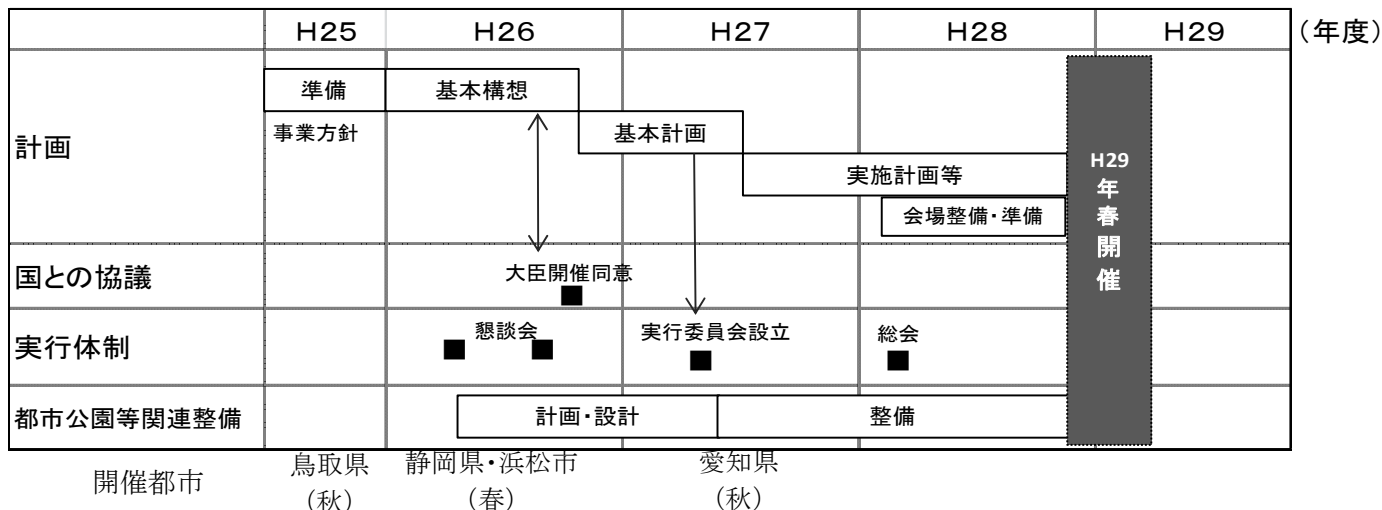 H25 H26 H27 H28 H29 （年度）
計画
準備 基本構想
事業方針 基本計画
実施計画等
会場整備・準備
H29
年
春
開
催
国との協議 大臣開催同意
実行体制 懇談会 実行委員会設立 総会
都市公園等関連整備 計画・設計 整備
開催都市 鳥取県 静岡県・浜松市 愛知県
（秋） （春） （秋）